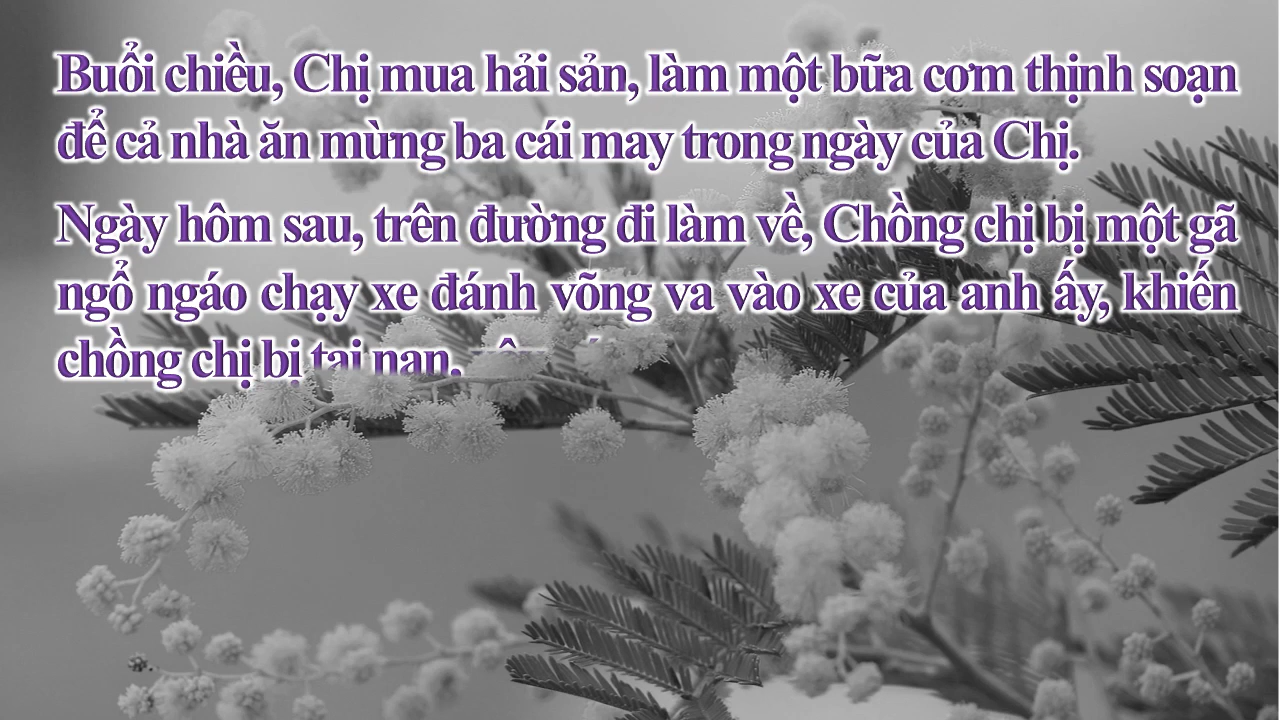 Buổi chiều, Chị mua hải sản, làm một bữa cơm thịnh soạn
để cả nhà ăn mừng ba cái may trong ngày của Chị.
Ngày hôm sau, trên đường đi làm về, Chồng chị bị một gã
ngổ ngáo chạy xe đánh võng va vào xe của anh ấy, khiến
chồng chị bị tai nạn,